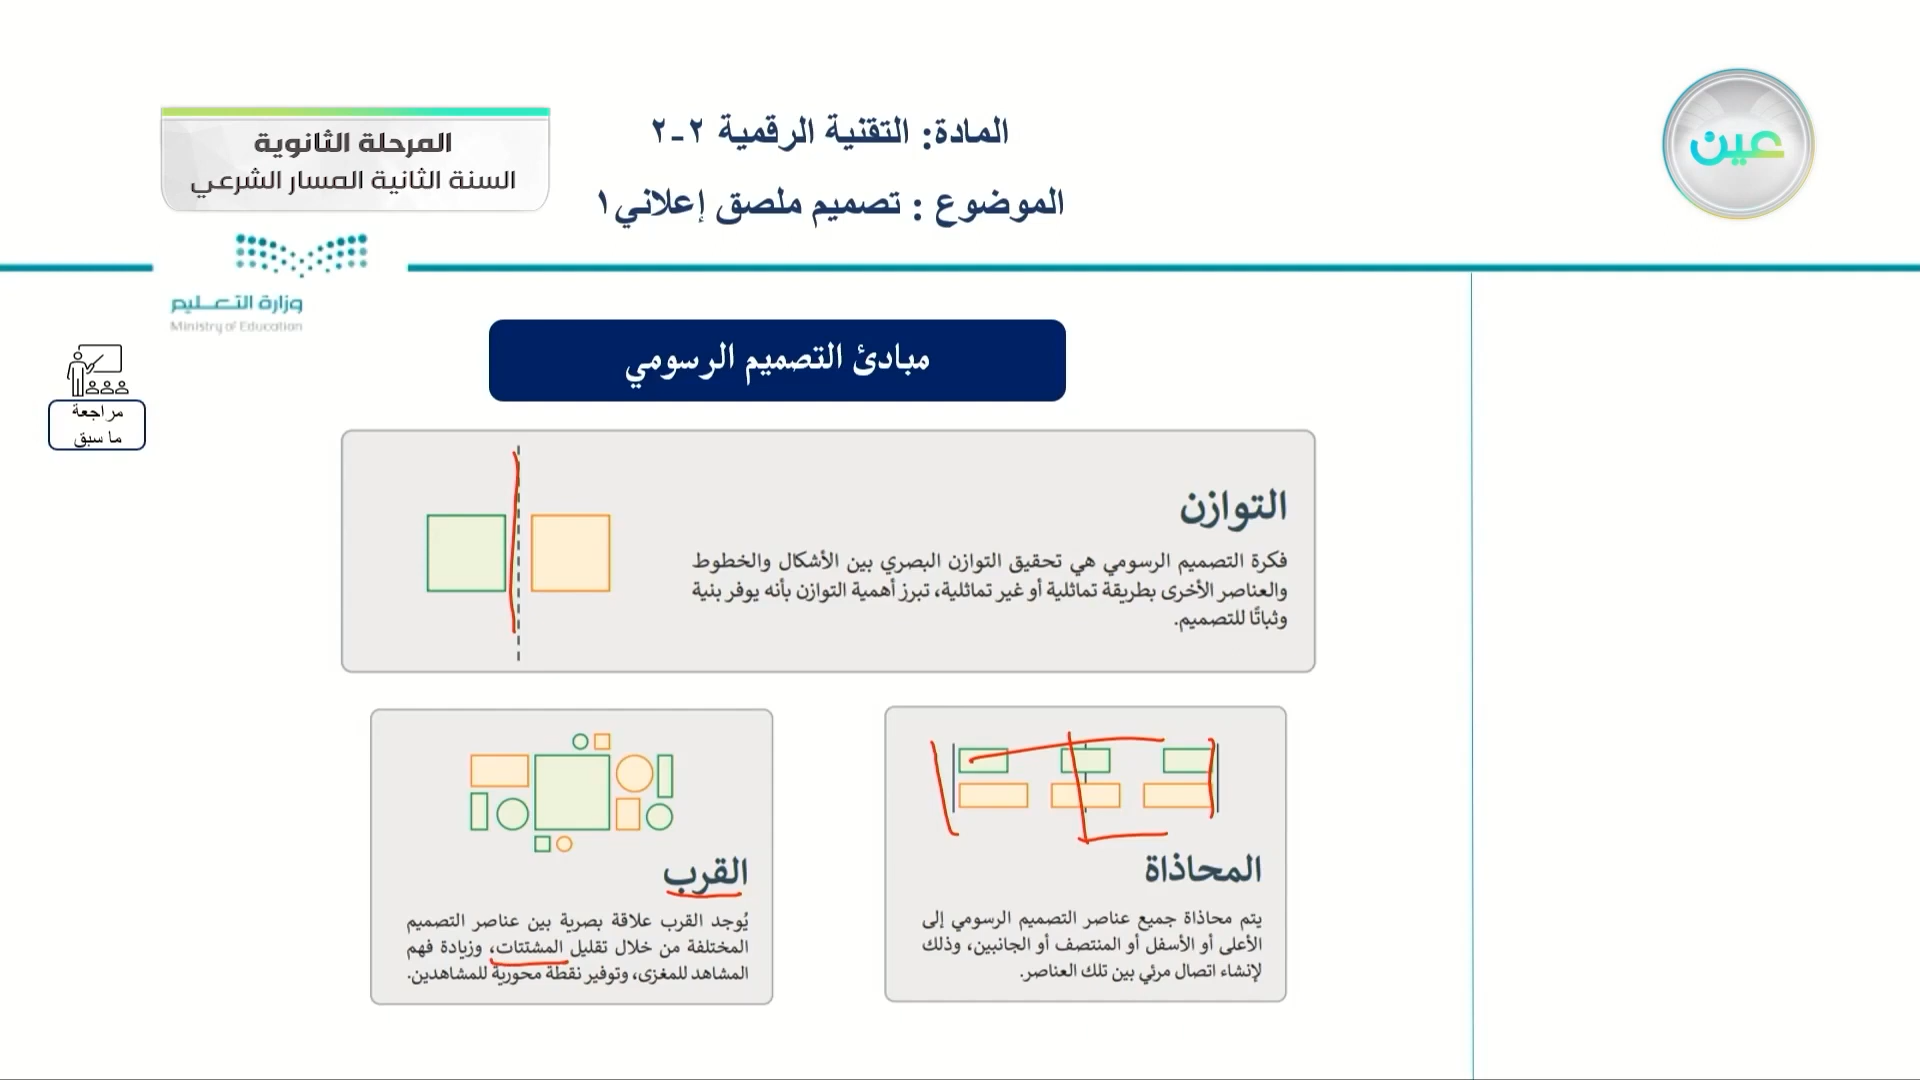 عين
المادة: التقنية الرقمية ٢-٢
الموضوع : تصميم ملصق إعلاني١
المرحلة الثانوية
السنة الثانية المسار الشرعي
وزارة التعليم
Ministry of Education
مراجعة
ما سبق
مبادئ التصميم الرسومي
التوازن
فكرة التصميم الرسومي هي تحقيق التوازن البصري بين الأشكال والخطوط
والعناصر الأخرى بطريقة تماثلية أو غير تماثلية، تبرز أهمية التوازن بأنه يوفر بنية
وثباتًا للتصميم.
المحاذاة
يتم محاذاة جميع عناصر التصميم الرسومي إلى
الأعلى أو الأسفل أو المنتصف أو الجانبين، وذلك
لإنشاء اتصال مرئي بين تلك العناصر.
القرب
يُوجد القرب علاقة بصرية بين عناصر التصميم
المختلفة من خلال تقليل المشتتات، وزيادة فهم
المشاهد للمغزى، وتوفير نقطة محورية للمشاهدين.